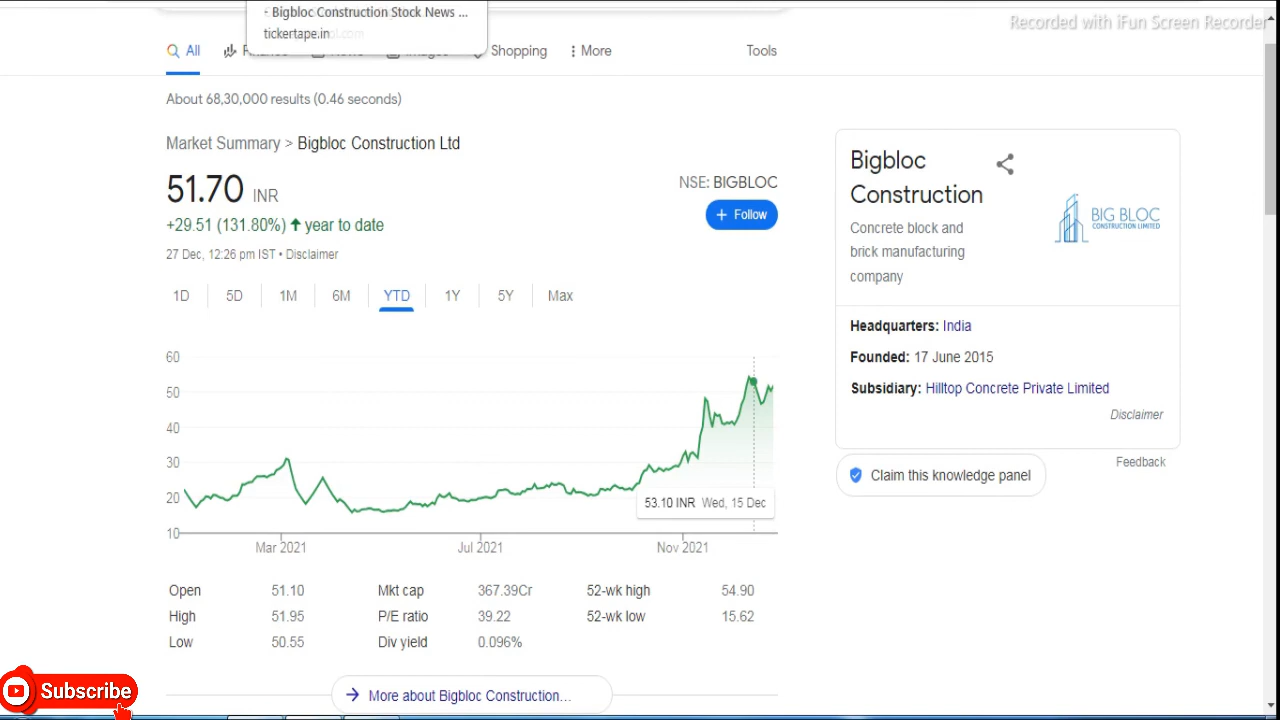 - Bigbloc Construction Stock News ...
tickertape.in
Recorded with iFun Screen Recorder
All
Shopping
More
Tools
About 68,30,000 results (0.46 seconds)
Market Summary > Bigbloc Construction Ltd
51.70 INR
NSE: BIGBLOC
+29.51 (131.80%) year to date
+ Follow
27 Dec, 12:26 pm IST • Disclaimer
1D 5D 1M 6M YTD 1Y 5Y Max
60
50
40
30
20
10
53.10 INR Wed, 15 Dec
Mar 2021 Jul 2021 Nov 2021
Open 51.10 Mkt cap 367.39Cr 52-wk high 54.90
High 51.95 P/E ratio 39.22 52-wk low 15.62
Low 50.55 Div yield 0.096%
More about Bigbloc Construction...
Bigbloc
Construction
BIG BLOC
CONSTRUCTION LIMITED
Concrete block and
brick manufacturing
company
Headquarters: India
Founded: 17 June 2015
Subsidiary: Hilltop Concrete Private Limited
Disclaimer
Feedback
Claim this knowledge panel
Subscribe